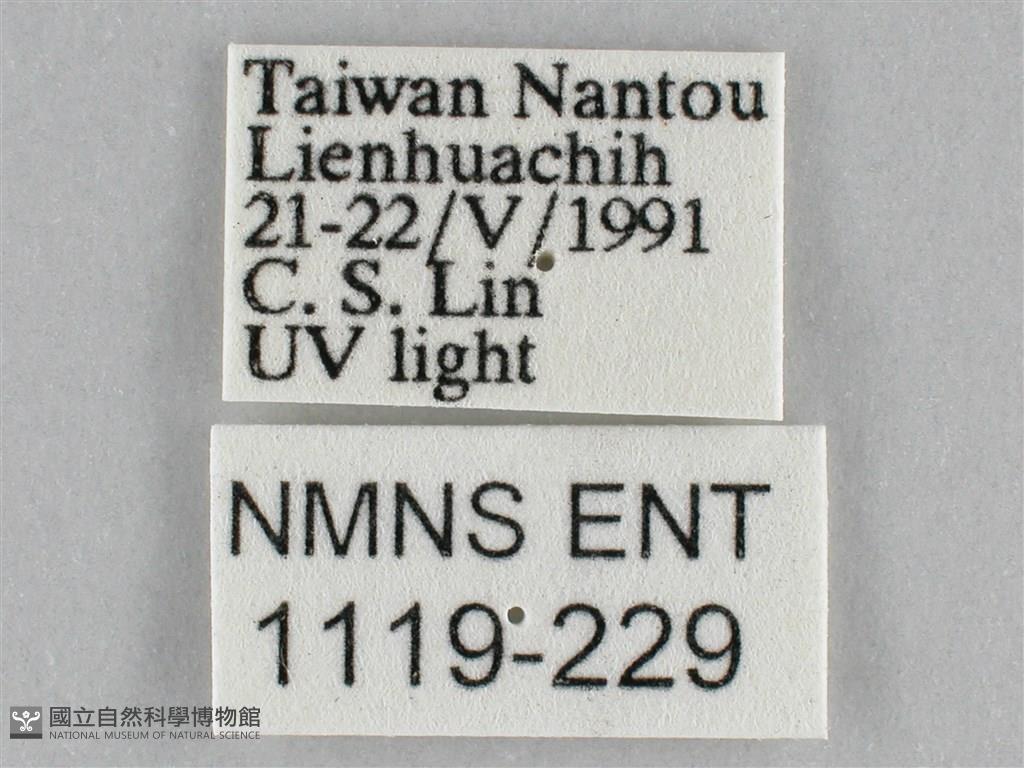 Taiwan Nantou
Lienhuachih
21-22/V/1991
C. S. Lin
UV light
NMNS ENT
1119-229
國立自然科學博物館
NATIONAL MUSEUM OF NATURAL SCIENCE